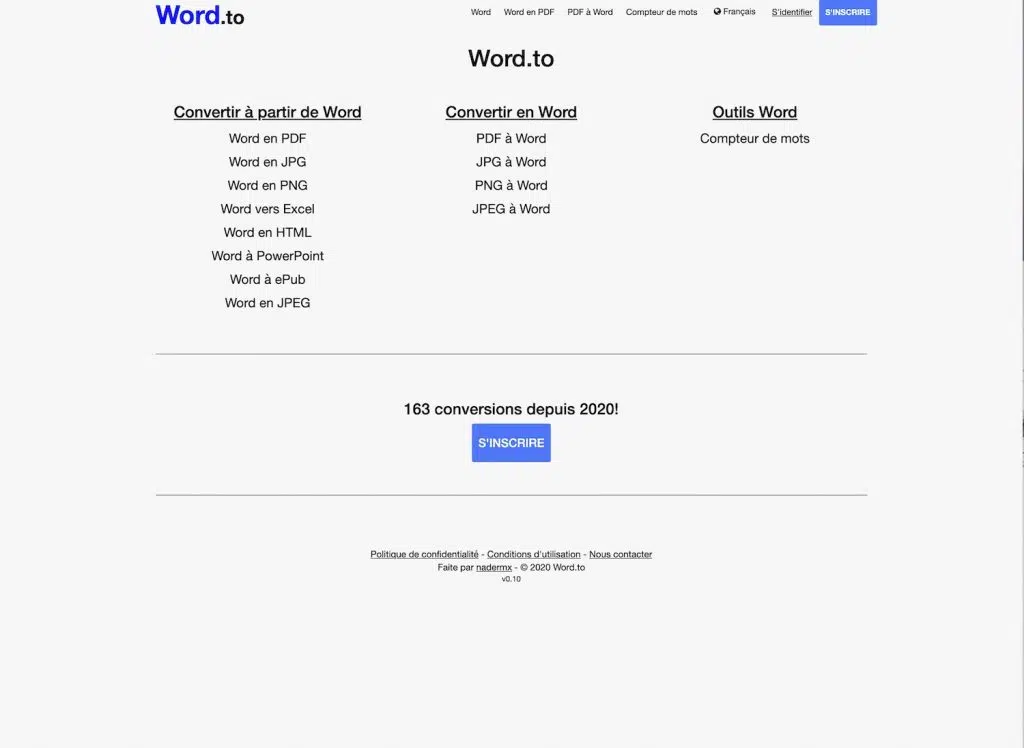 Word.to
Word Word en PDF PDF à Word Compteur de mots Français S'identifier S'INSCRIRE
Word.to
Convertir à partir de Word
Word en PDF
Word en JPG
Word en PNG
Word vers Excel
Word en HTML
Word à PowerPoint
Word à ePub
Word en JPEG
Convertir en Word
PDF à Word
JPG à Word
PNG à Word
JPEG à Word
Outils Word
Compteur de mots
163 conversions depuis 2020!
S'INSCRIRE
Politique de confidentialité - Conditions d'utilisation - Nous contacter
Faite par nadermx - © 2020 Word.to
v0.10